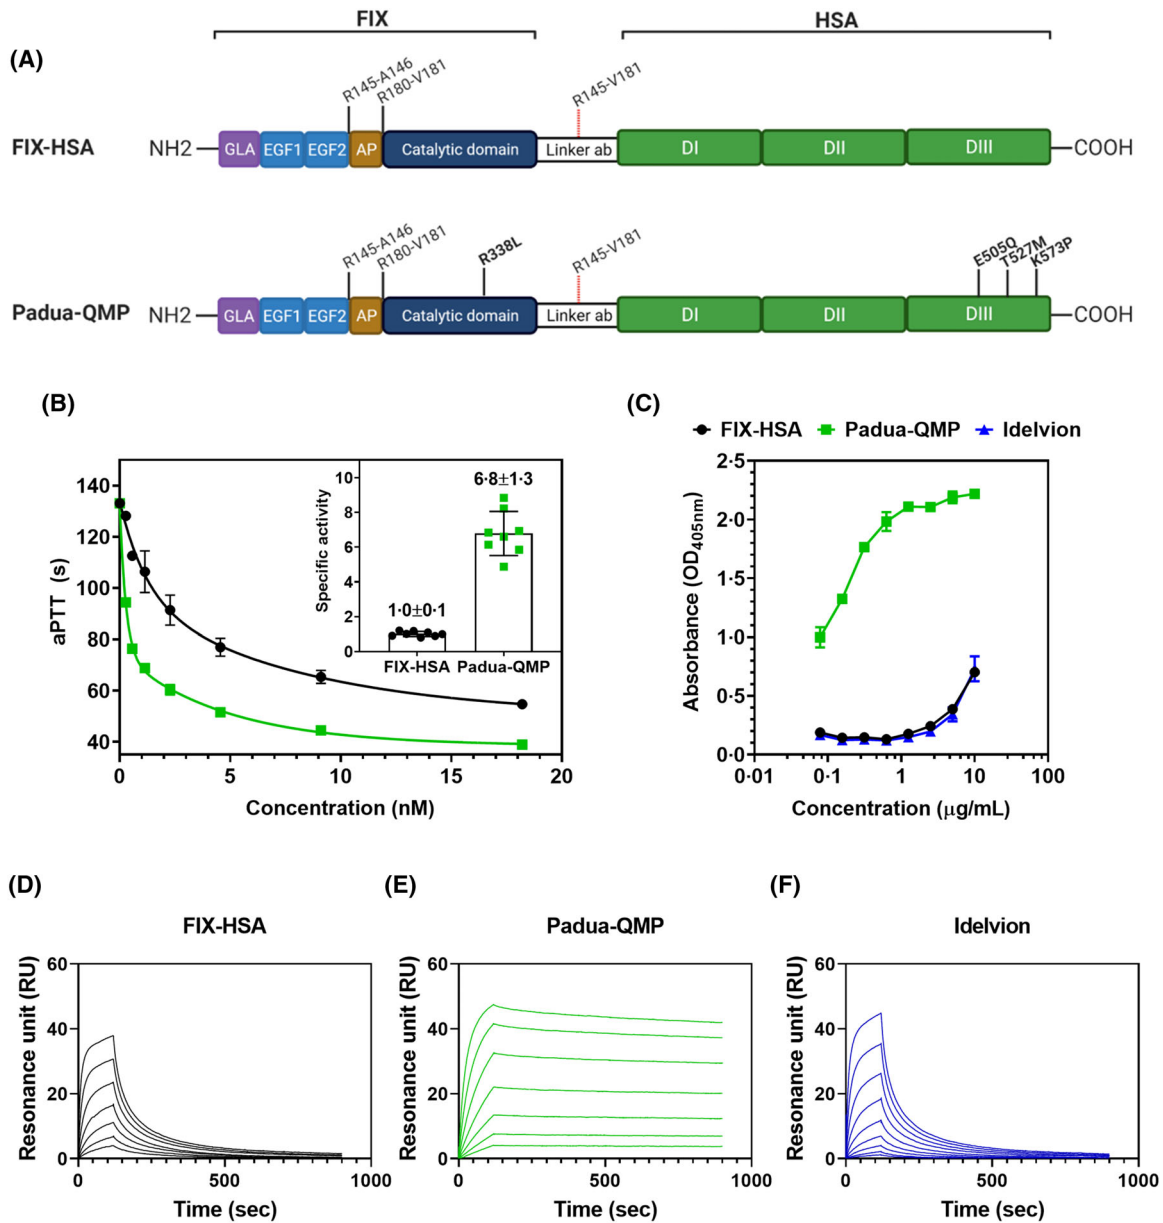 FIX HSA
(A)
R145-A146
R180-V181
R145-V181
FIX-HSA NH2 GLA EGF1 EGF2 AP Catalytic domain Linker ab DI DII DIII COOH
R145-A146
R180-V181
R338L
R145-V181
E505Q
T527M
K573P
Padua-QMP NH2 GLA EGF1 EGF2 AP Catalytic domain Linker ab DI DII DIII COOH
(B)
aPTT (s)
140
120
100
80
60
40
0 5 10 15 20
Concentration (nM)
Specific activity
10
8
6
4
2
0
1·0±0·1
6·8±1·3
FIX-HSA Padua-QMP
(C)
FIX-HSA Padua-QMP Idelvion
Absorbance (OD405nm)
2·5
2·0
1·5
1·0
0·5
0·0
0·01 0·1 1 10 100
Concentration (μg/mL)
(D)
FIX-HSA
Resonance unit (RU)
60
40
20
0
0 500 1000
Time (sec)
(E)
Padua-QMP
Resonance unit (RU)
60
40
20
0
0 500 1000
Time (sec)
(F)
Idelvion
Resonance unit (RU)
60
40
20
0
0 500 1000
Time (sec)